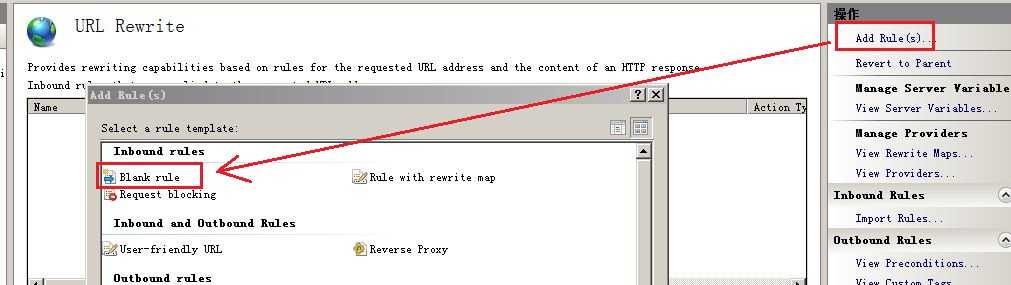 URL Rewrite
Provides rewriting capabilities based on rules for the requested URL address and the content of an HTTP response.
Inbound
Name
Action Ty
Add Rule(s)
Select a rule template:
Inbound rules
Blank rule
Rule with rewrite map
Request blocking
Inbound and Outbound Rules
User-friendly URL
Reverse Proxy
Outbound rules
操作
Add Rule(s)...
Revert to Parent
Manage Server Variable
View Server Variables...
Manage Providers
View Rewrite Maps...
View Providers...
Inbound Rules
Import Rules...
Outbound Rules
View Preconditions...
View Custom Tags